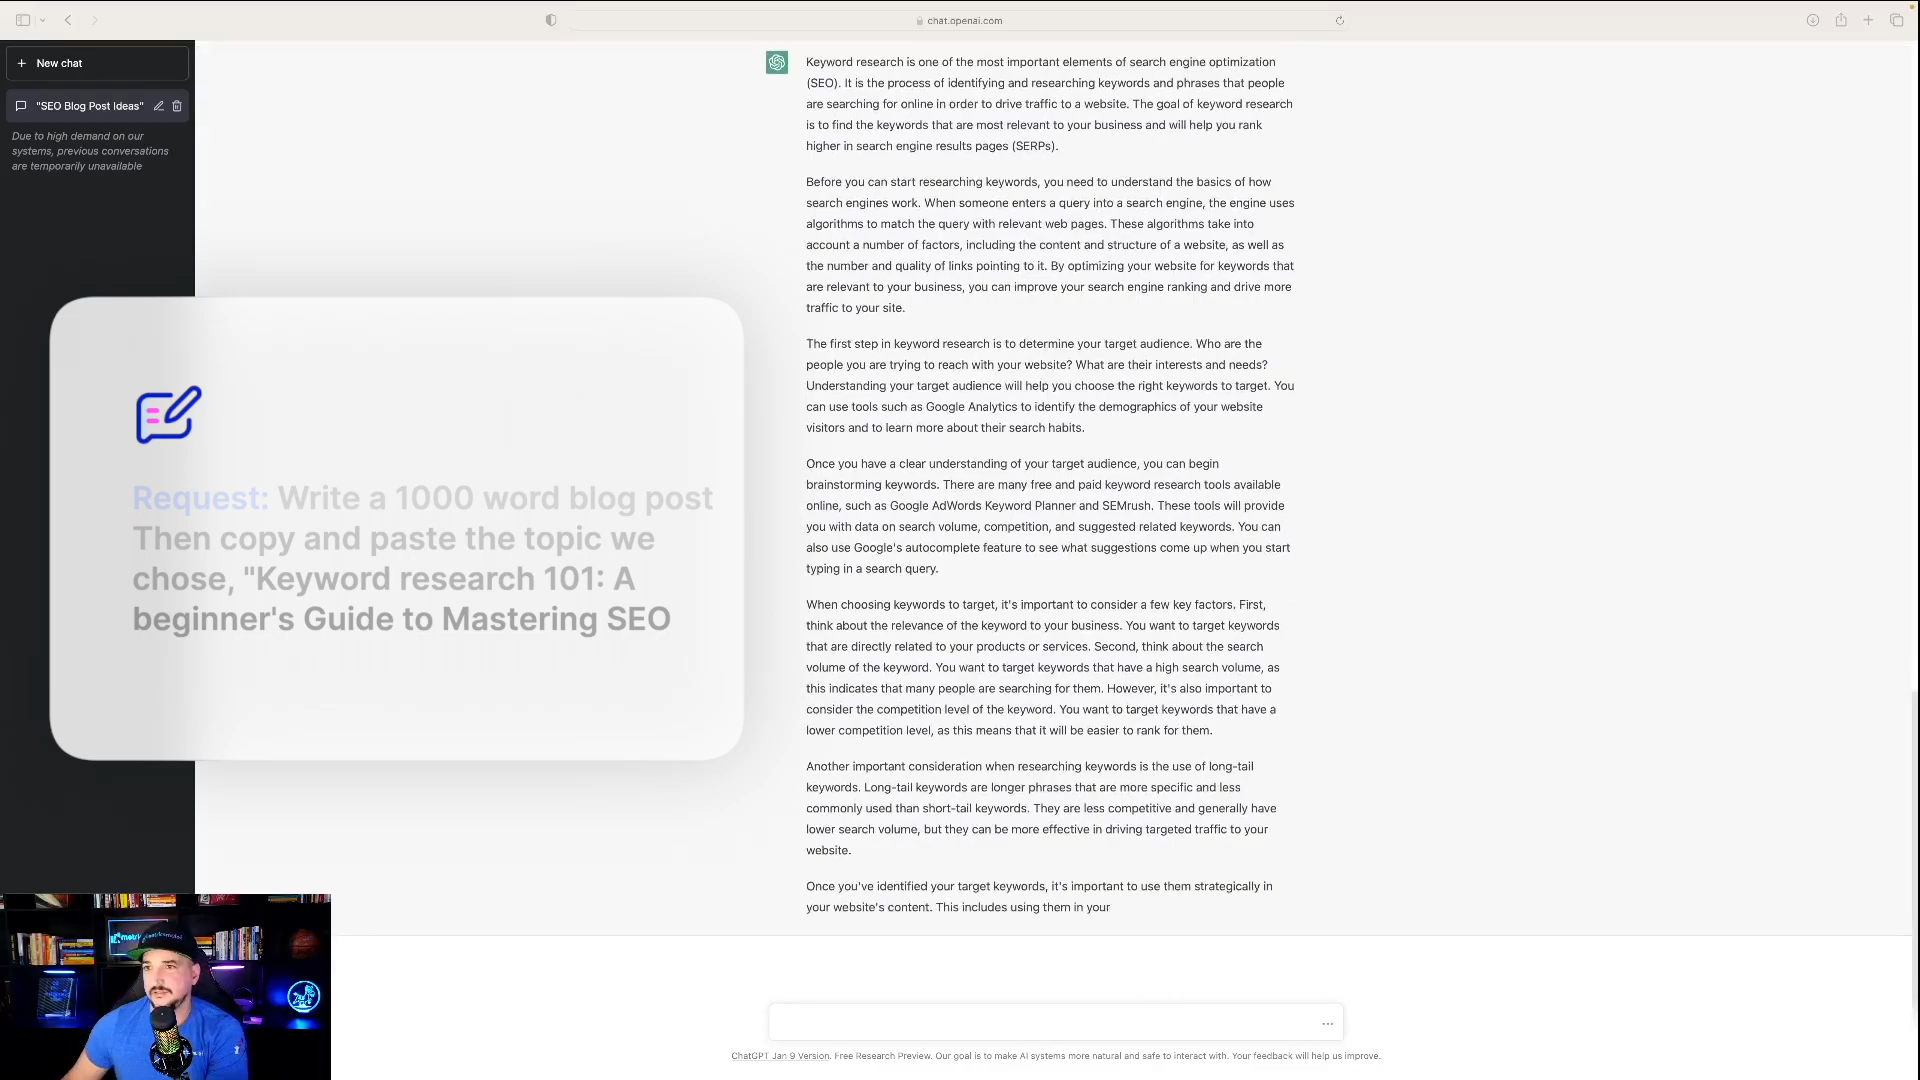 chat.openai.com
New chat
"SEO Blog Post Ideas"
Due to high demand on our
systems, previous conversations
are temporarily unavailable
Request: Write a 1000 word blog post
Then copy and paste the topic we
chose, "Keyword research 101: A
beginner's Guide to Mastering SEO
Keyword research is one of the most important elements of search engine optimization
(SEO). It is the process of identifying and researching keywords and phrases that people
are searching for online in order to drive traffic to a website. The goal of keyword research
is to find the keywords that are most relevant to your business and will help you rank
higher in search engine results pages (SERPs).
Before you can start researching keywords, you need to understand the basics of how
search engines work. When someone enters a query into a search engine, the engine uses
algorithms to match the query with relevant web pages. These algorithms take into
account a number of factors, including the content and structure of a website, as well as
the number and quality of links pointing to it. By optimizing your website for keywords that
are relevant to your business, you can improve your search engine ranking and drive more
traffic to your site.
The first step in keyword research is to determine your target audience. Who are the
people you are trying to reach with your website? What are their interests and needs?
Understanding your target audience will help you choose the right keywords to target. You
can use tools such as Google Analytics to identify the demographics of your website
visitors and to learn more about their search habits.
Once you have a clear understanding of your target audience, you can begin
brainstorming keywords. There are many free and paid keyword research tools available
online, such as Google AdWords Keyword Planner and SEMrush. These tools will provide
you with data on search volume, competition, and suggested related keywords. You can
also use Google's autocomplete feature to see what suggestions come up when you start
typing in a search query.
When choosing keywords to target, it's important to consider a few key factors. First,
think about the relevance of the keyword to your business. You want to target keywords
that are directly related to your products or services. Second, think about the search
volume of the keyword. You want to target keywords that have a high search volume, as
this indicates that many people are searching for them. However, it's also important to
consider the competition level of the keyword. You want to target keywords that have a
lower competition level, as this means that it will be easier to rank for them.
Another important consideration when researching keywords is the use of long-tail
keywords. Long-tail keywords are longer phrases that are more specific and less
commonly used than short-tail keywords. They are less competitive and generally have
lower search volume, but they can be more effective in driving targeted traffic to your
website.
Once you've identified your target keywords, it's important to use them strategically in
your website's content. This includes using them in your
ChatGPT Jan 9 Version. Free Research Preview. Our goal is to make AI systems more natural and safe to interact with. Your feedback will help us improve.